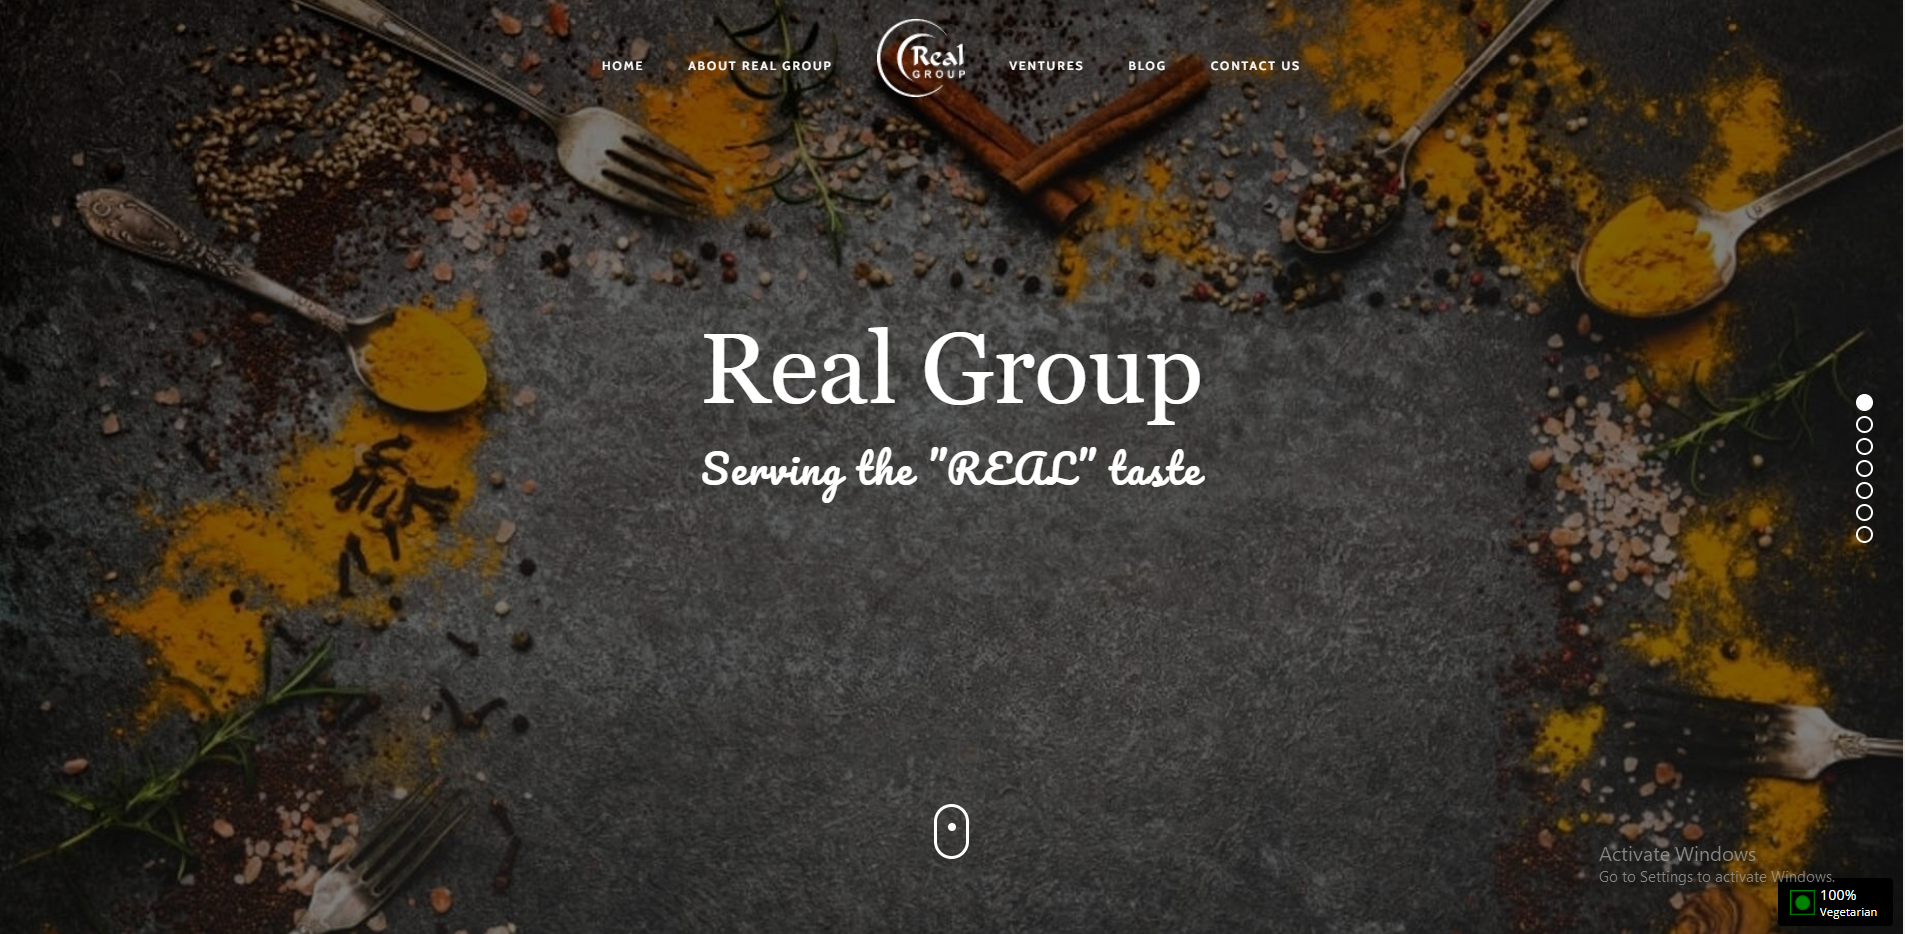 HOME ABOUT REAL GROUP Real GROUP VENTURES BLOG CONTACT US
Real Group
Serving the "REAL" taste
Activate Windows
Go to Settings to activate Windows.
100%
Vegetarian